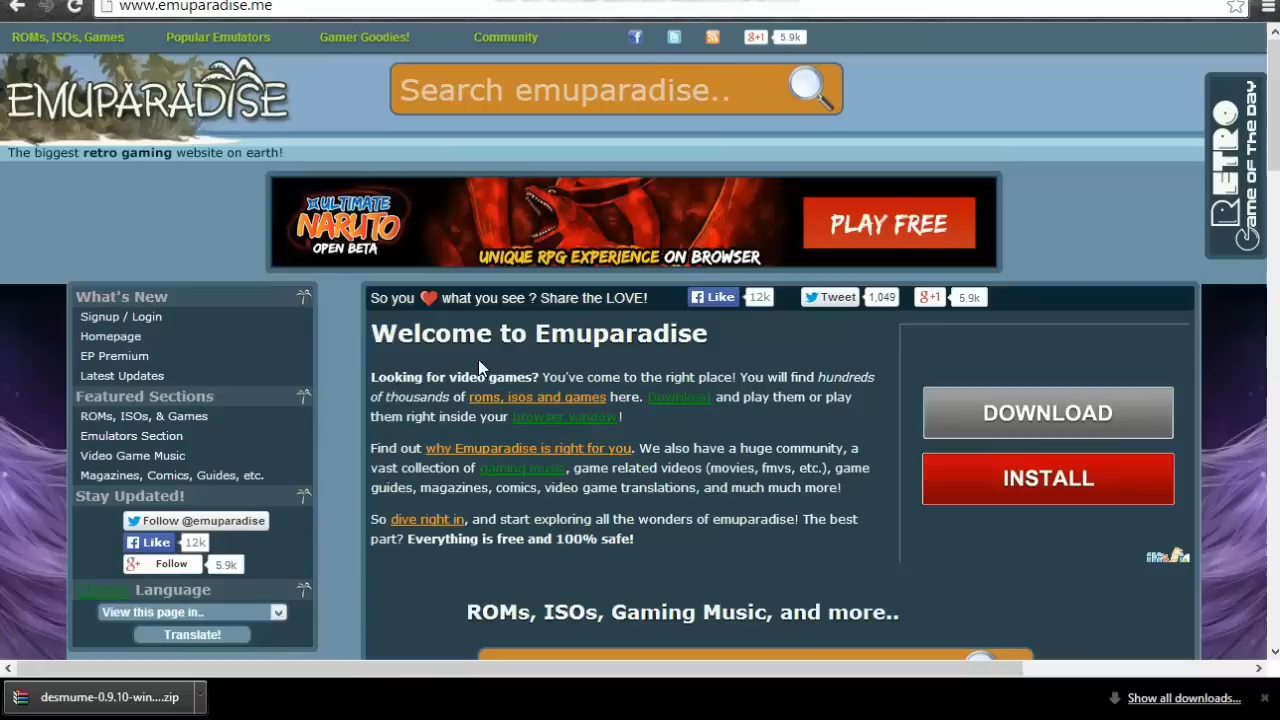 www.emuparadise.me
ROMs, ISOs, Games
Popular Emulators
Gamer Goodies!
Community
+1
5.9k
EMUPARADISE
Search emuparadise..
The biggest retro gaming website on earth!
RETRO
Game OF THE DAY
ULTIMATE
NARUTO
OPEN BETA
UNIQUE RPG EXPERIENCE ON BROWSER
PLAY FREE
What's New
Signup / Login
Homepage
EP Premium
Latest Updates
Featured Sections
ROMs, ISOs, & Games
Emulators Section
Video Game Music
Magazines, Comics, Guides, etc.
Stay Updated!
Follow @emuparadise
Like 12k
Follow 5.9k
Language
View this page in..
Translate!
So you what you see ? Share the LOVE! Like 12k Tweet 1,049 +1 5.9k
Welcome to Emuparadise
Looking for video games? You've come to the right place! You will find hundreds
of thousands of roms, isos and games here. Download and play them or play
them right inside your browser window!
Find out why Emuparadise is right for you. We also have a huge community, a
vast collection of gaming music, game related videos (movies, fmvs, etc.), game
guides, magazines, comics, video game translations, and much much more!
So dive right in, and start exploring all the wonders of emuparadise! The best
part? Everything is free and 100% safe!
DOWNLOAD
INSTALL
ROMs, ISOs, Gaming Music, and more..
desmume-0.9.10-win....zip
Show all downloads...